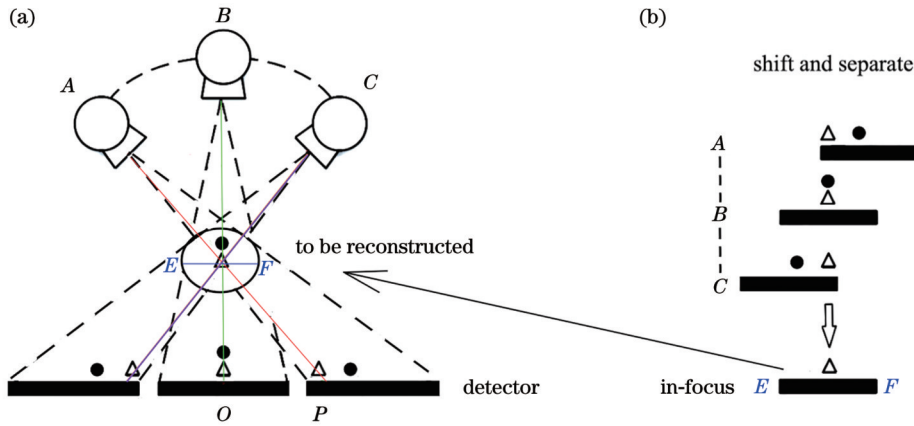 (a)
B
A
C
E
F
to be reconstructed
detector
O
P
(b)
shift and separate
A
B
C
in-focus
E
F